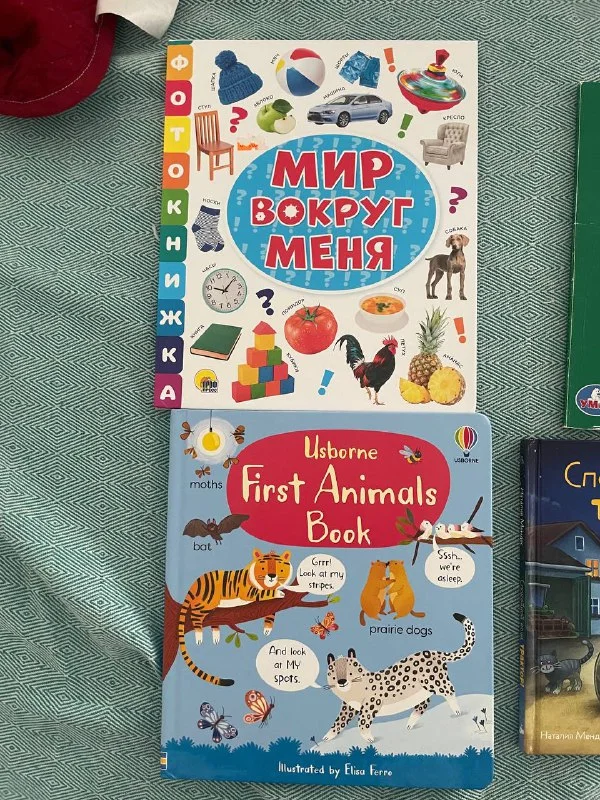 ФОТОКНИЖКА
ШАПКА
МЯЧ
ШОРТЫ
ЮЛА
СТУЛ
ЯБЛОКО
МАШИНА
КРЕСЛО
МИР
ВОКРУГ
МЕНЯ
НОСКИ
СОБАКА
ЧАСЫ
ПОМИДОР
СУП
КНИГА
КУБИКИ
ПЕТУХ
АНАНАС
Usborne
First Animals
Book
USBORNE
moths
bat
Grrr!
Look at my
stripes.
Sssh...
we're
asleep.
prairie dogs
And look
at MY
spots.
Illustrated by Elisa Ferro
Наталия